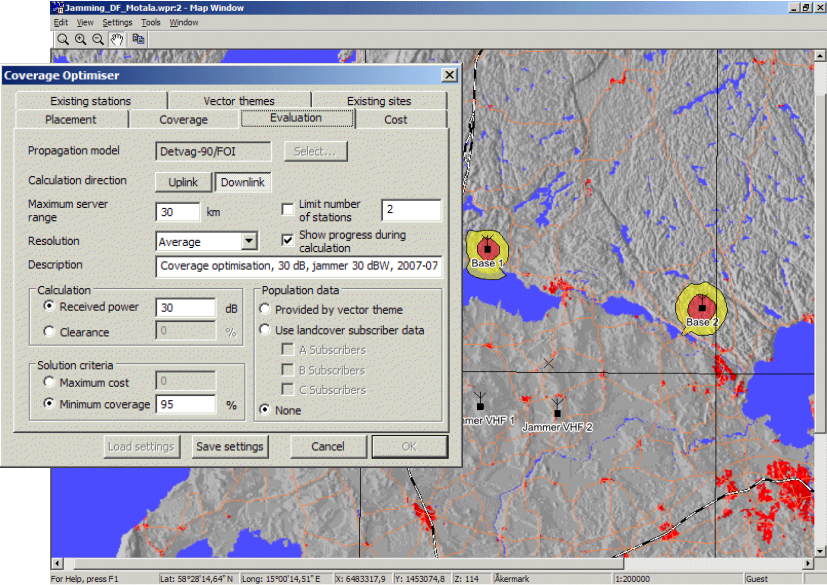 Jamming_DF_Motala.wpr:2 - Map Window
Edit View Settings Tools Window
Coverage Optimiser
Existing stations Vector themes Existing sites
Placement Coverage Evaluation Cost
Propagation model Detvag-90/FOI Select...
Calculation direction Uplink Downlink
Maximum server range 30 km
Limit number of stations 2
Resolution Average
Show progress during calculation
Description Coverage optimisation, 30 dB, jammer 30 dBW, 2007-07
Calculation
Received power 30 dB
Clearance 0 %
Population data
Provided by vector theme
Use landcover subscriber data
A Subscribers
B Subscribers
C Subscribers
None
Solution criteria
Maximum cost 0
Minimum coverage 95 %
Load settings Save settings Cancel OK
Base 1
Base 2
mmer VHF 1
Jammer VHF 2
For Help, press F1 Lat: 58°28'14,64" N Long: 15°00'14,51" E X: 6483317,9 Y: 1453074,8 Z: 114 Åkermark 1:200000 Guest